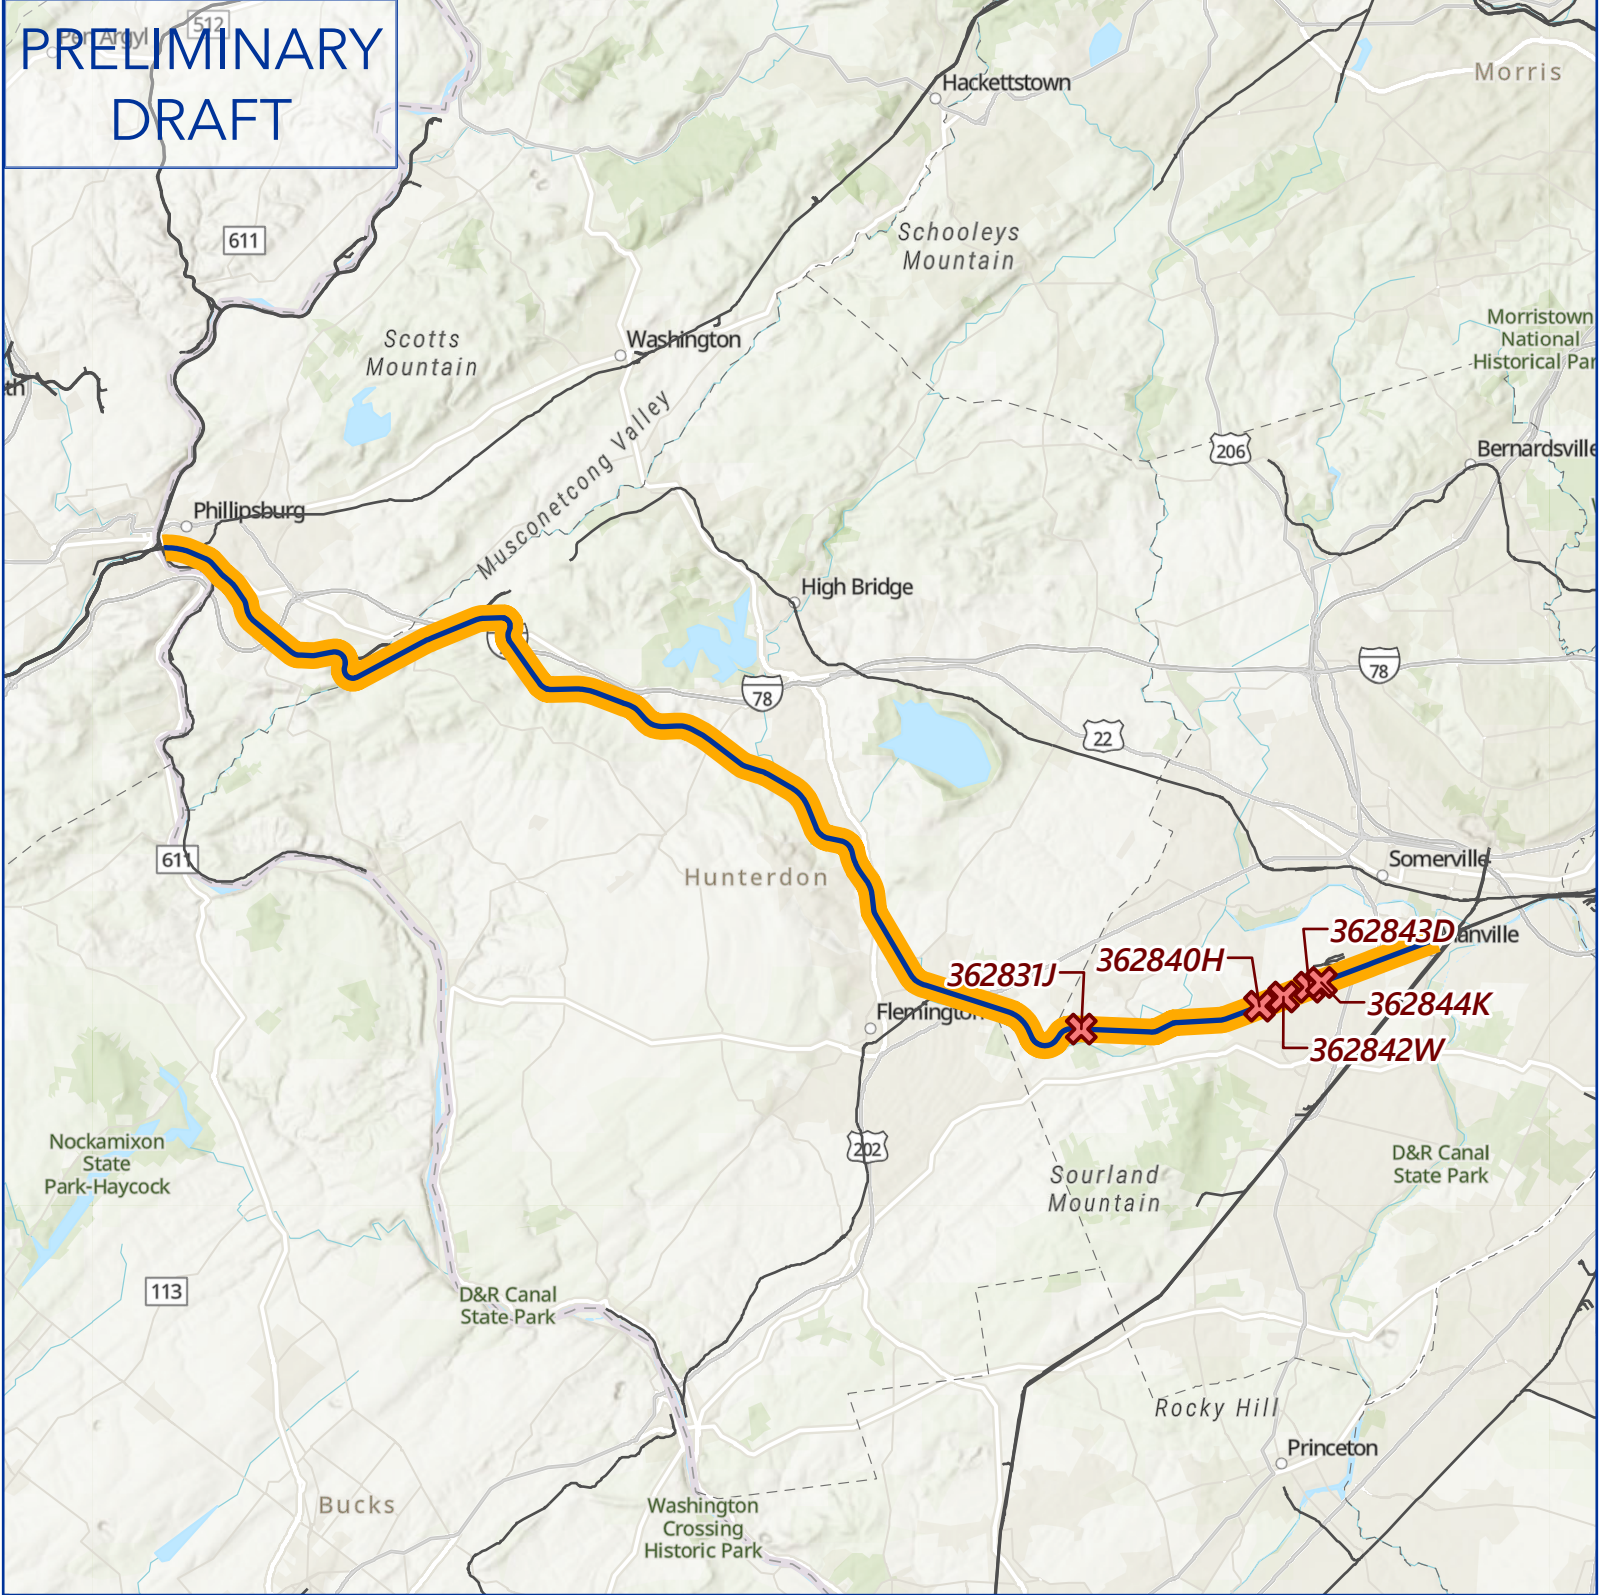 PRELIMINARY
DRAFT
Pen Argyl
512
Hackettstown
Morris
611
Schooleys
Mountain
Scotts
Mountain
Washington
Morristown
National
Historical Par
th
Musconetcong Valley
206
Bernardsville
Phillipsburg
High Bridge
78
78
22
611
Hunterdon
Somerville
362843D
anville
362840H
362831J
362844K
Flemington
362842W
Nockamixon
State
Park-Haycock
202
D&R Canal
State Park
Sourland
Mountain
113
D&R Canal
State Park
Rocky Hill
Princeton
Bucks
Washington
Crossing
Historic Park